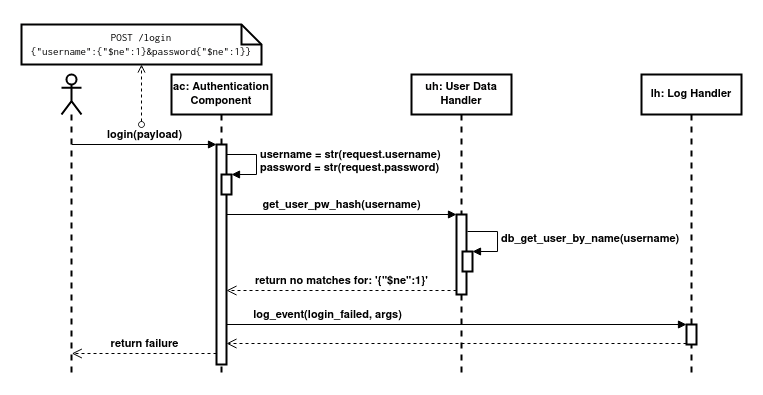 POST /login
{"username":{"$ne":1}&password{"$ne":1}}
ac: Authentication
Component
uh: User Data
Handler
lh: Log Handler
login(payload)
username = str(request.username)
password = str(request.password)
get_user_pw_hash(username)
db_get_user_by_name(username)
return no matches for: '{"$ne":1}'
log_event(login_failed, args)
return failure